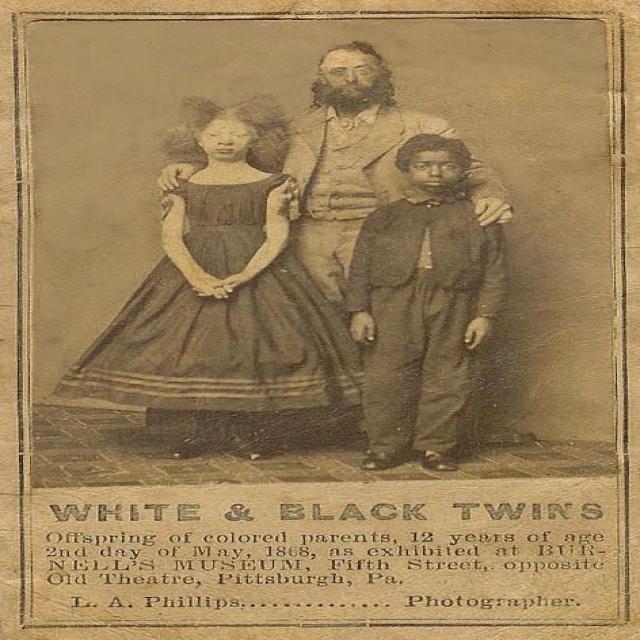 WHITE & BLACK TWINS
Offspring of colored parents, 12 years of age
2nd day of May, 1868, as exhibited at BUR-
NELL'S MUSEUM, Fifth Street, opposite
Old Theatre, Pittsburgh, Pa.
L. A. Phillips............. Photographer.